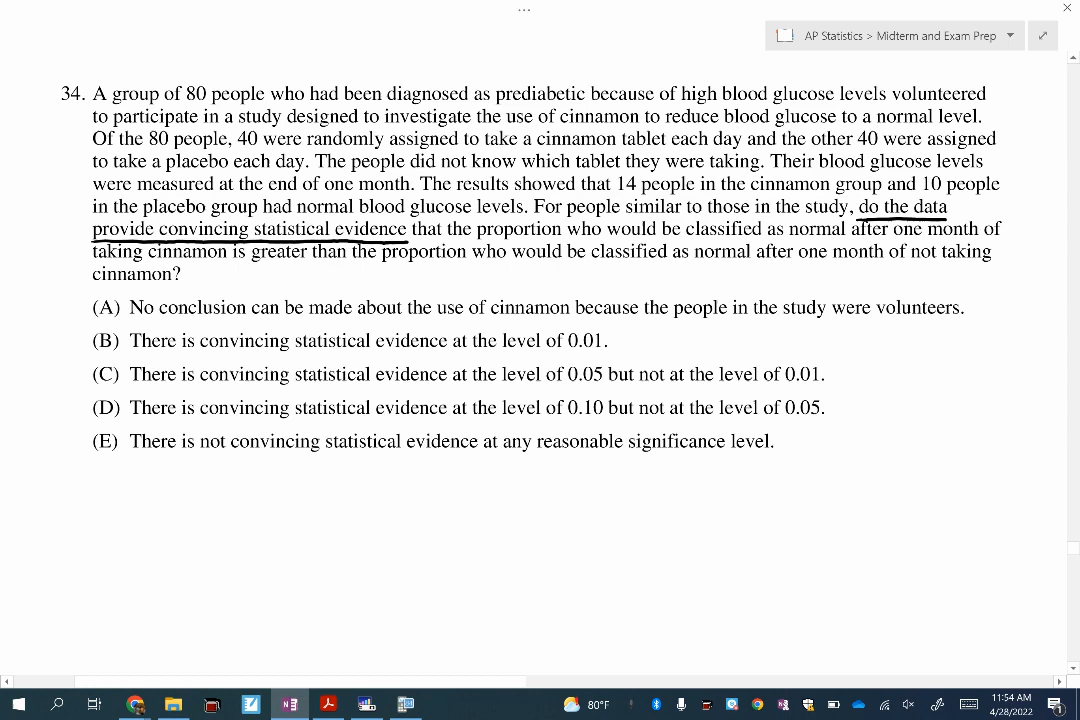 AP Statistics > Midterm and Exam Prep
34. A group of 80 people who had been diagnosed as prediabetic because of high blood glucose levels volunteered
to participate in a study designed to investigate the use of cinnamon to reduce blood glucose to a normal level.
Of the 80 people, 40 were randomly assigned to take a cinnamon tablet each day and the other 40 were assigned
to take a placebo each day. The people did not know which tablet they were taking. Their blood glucose levels
were measured at the end of one month. The results showed that 14 people in the cinnamon group and 10 people
in the placebo group had normal blood glucose levels. For people similar to those in the study, do the data
provide convincing statistical evidence that the proportion who would be classified as normal after one month of
taking cinnamon is greater than the proportion who would be classified as normal after one month of not taking
cinnamon?
(A) No conclusion can be made about the use of cinnamon because the people in the study were volunteers.
(B) There is convincing statistical evidence at the level of 0.01.
(C) There is convincing statistical evidence at the level of 0.05 but not at the level of 0.01.
(D) There is convincing statistical evidence at the level of 0.10 but not at the level of 0.05.
(E) There is not convincing statistical evidence at any reasonable significance level.
80°F
11:54 AM
4/28/2022